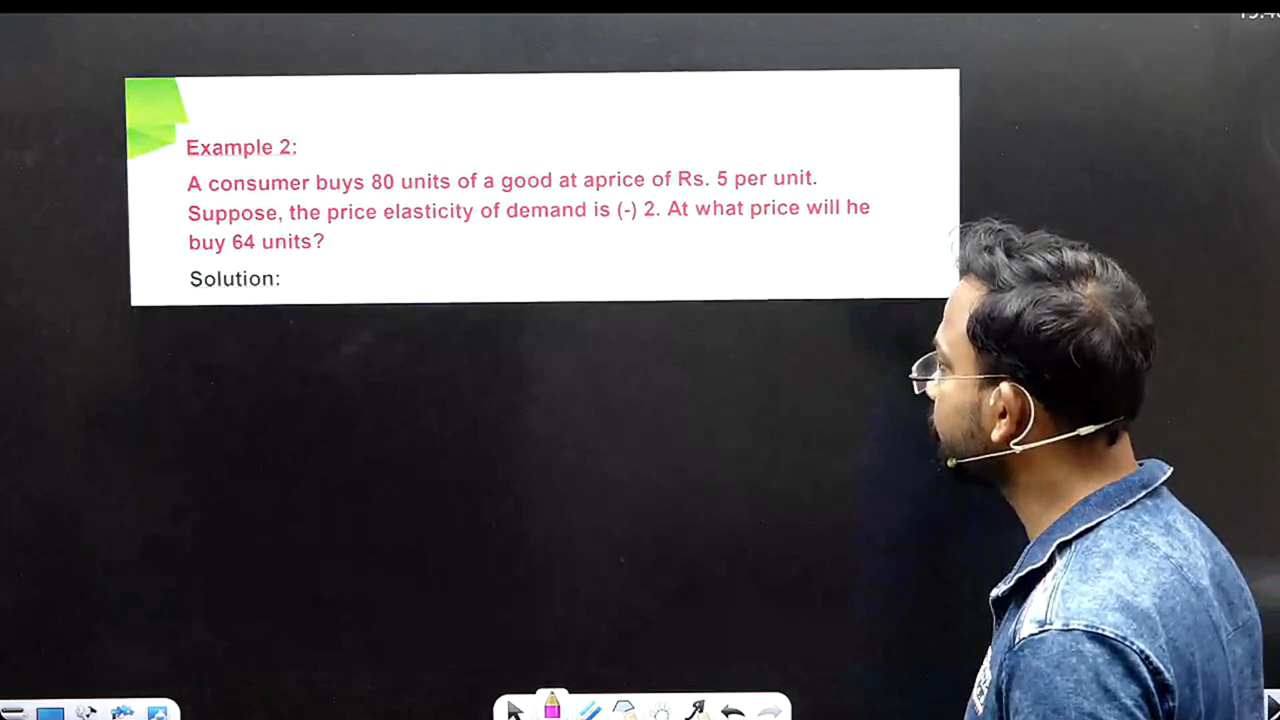 Example 2:
A consumer buys 80 units of a good at aprice of Rs. 5 per unit.
Suppose, the price elasticity of demand is (-) 2. At what price will he
buy 64 units?
Solution: